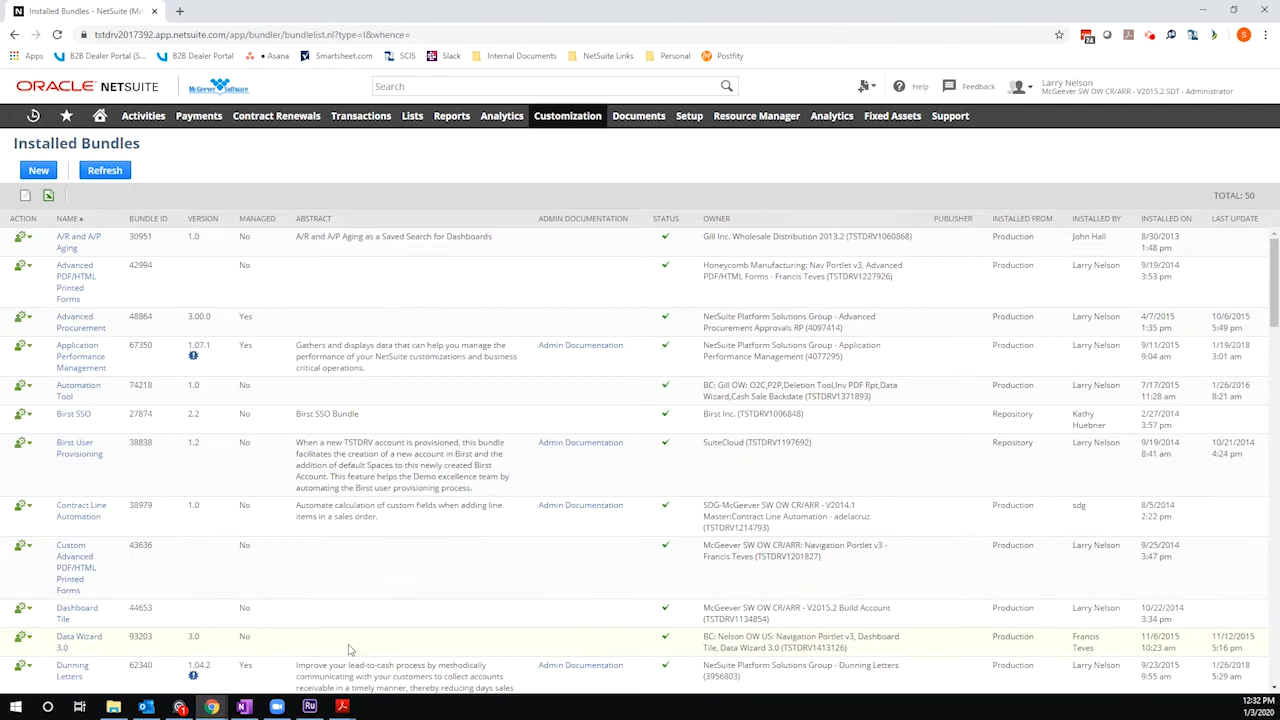 Installed Bundles - NetSuite (Mc
tstdrv2017392.app.netsuite.com/app/bundler/bundlelist.nl?type=I&whence=
Apps B2B Dealer Portal (S... B2B Dealer Portal Asana Smartsheet.com SCIS Slack Internal Documents NetSuite Links Personal Postfity
ORACLE NETSUITE McGeever Software Search Help Feedback Larry Nelson
McGeever SW OW CR/ARR - V2015.2 SDT - Administrator
Activities Payments Contract Renewals Transactions Lists Reports Analytics Customization Documents Setup Resource Manager Analytics Fixed Assets Support
Installed Bundles
New Refresh
TOTAL: 50
ACTION NAME BUNDLE ID VERSION MANAGED ABSTRACT ADMIN DOCUMENTATION STATUS OWNER PUBLISHER INSTALLED FROM INSTALLED BY INSTALLED ON LAST UPDATE
A/R and A/P 30951 1.0 No A/R and A/P Aging as a Saved Search for Dashboards Gill Inc. Wholesale Distribution 2013.2 (TSTDRV1060868) Production John Hall 8/30/2013
Aging 1:48 pm
Advanced 42994 No Honeycomb Manufacturing: Nav Portlet v3, Advanced Production Larry Nelson 9/19/2014
PDF/HTML PDF/HTML Forms - Francis Teves (TSTDRV1227926) 3:53 pm
Printed
Forms
Advanced 48864 3.00.0 Yes NetSuite Platform Solutions Group - Advanced Production Larry Nelson 4/7/2015 10/6/2015
Procurement Procurement Approvals RP (4097414) 1:35 pm 5:49 pm
Application 67350 1.07.1 Yes Gathers and displays data that can help you manage the Admin Documentation NetSuite Platform Solutions Group - Application Production Larry Nelson 9/11/2015 1/19/2018
Performance performance of your NetSuite customizations and business Performance Management (4077295) 9:04 am 3:01 am
Management critical operations.
Automation 74218 1.0 No BC: Gill OW: O2C,P2P,Deletion Tool,Inv PDF Rpt,Data Production Larry Nelson 7/17/2015 1/26/2016
Tool Wizard,Cash Sale Backdate (TSTDRV1371893) 11:28 am 8:21 am
Birst SSO 27874 2.2 No Birst SSO Bundle Birst Inc. (TSTDRV1006848) Repository Kathy 2/27/2014
Huebner 3:57 pm
Birst User 38838 1.2 No When a new TSTDRV account is provisioned, this bundle Admin Documentation SuiteCloud (TSTDRV1197692) Repository Larry Nelson 9/19/2014 10/21/2014
Provisioning facilitates the creation of a new account in Birst and the 8:41 am 4:24 pm
addition of default Spaces to this newly created Birst
Account. This feature helps the Demo excellence team by
automating the Birst user provisioning process.
Contract Line 38979 1.0 No Automate calculation of custom fields when adding line Admin Documentation SDG-McGeever SW OW CR/ARR - V2014.1 Production sdg 8/5/2014
Automation items in a sales order. Master:Contract Line Automation - adelacruz 2:22 pm
(TSTDRV1214793)
Custom 43636 No McGeever SW OW CR/ARR: Navigation Portlet v3 - Production Larry Nelson 9/25/2014
Advanced Francis Teves (TSTDRV1201827) 3:47 pm
PDF/HTML
Printed
Forms
Dashboard 44653 No McGeever SW OW CR/ARR - V2015.2 Build Account Production Larry Nelson 10/22/2014
Tile (TSTDRV1134854) 3:34 pm
Data Wizard 93203 3.0 No BC: Nelson OW US: Navigation Portlet v3, Dashboard Production Francis 11/6/2015 11/12/2015
3.0 Tile, Data Wizard 3.0 (TSTDRV1413126) Teves 10:23 am 5:16 pm
Dunning 62340 1.04.2 Yes Improve your lead-to-cash process by methodically Admin Documentation NetSuite Platform Solutions Group - Dunning Letters Production Larry Nelson 9/23/2015 1/26/2018
Letters communicating with your customers to collect accounts (3956803) 9:55 am 5:29 am
receivable in a timely manner, thereby reducing days sales
12:32 PM
1/3/2020